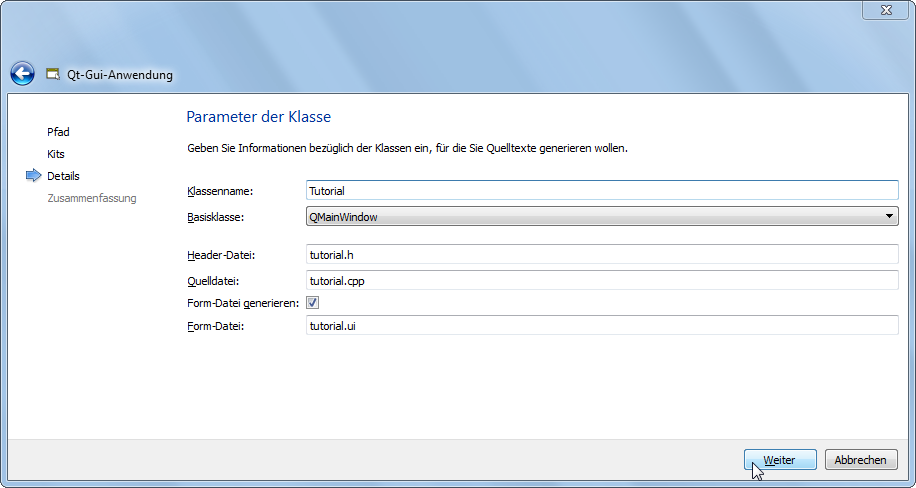 Qt-Gui-Anwendung
Pfad
Kits
Details
Zusammenfassung
Parameter der Klasse
Geben Sie Informationen bezüglich der Klassen ein, für die Sie Quelltexte generieren wollen.
Klassenname: Tutorial
Basisklasse: QMainWindow
Header-Datei: tutorial.h
Quelldatei: tutorial.cpp
Form-Datei generieren:
Form-Datei: tutorial.ui
Weiter Abbrechen